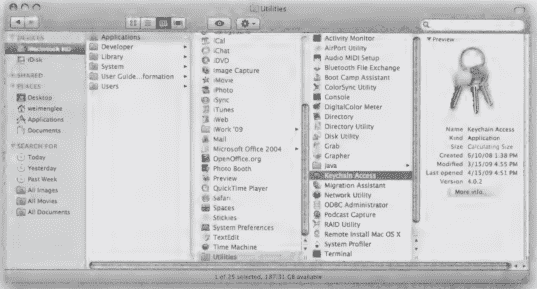 Utilities
DEVICES
Macintosh HD
iDisk
SHARED
PLACES
Desktop
weimenglee
Applications
Documents
SEARCH FOR
Today
Yesterday
Past Week
All Images
All Movies
All Documents
Applications
Developer
Library
System
User Guide...formation
Users
iCal
iChat
iDVD
Image Capture
iMovie
iPhoto
iSync
iTunes
iWeb
iWork '09
Mail
Microsoft Office 2004
OpenOffice.org
Photo Booth
Preview
QuickTime Player
Safari
Spaces
Stickies
System Preferences
TextEdit
Time Machine
Utilities
Activity Monitor
AirPort Utility
Audio MIDI Setup
Bluetooth File Exchange
Boot Camp Assistant
ColorSync Utility
Console
DigitalColor Meter
Directory
Directory Utility
Disk Utility
Grab
Grapher
Java
Keychain Access
Migration Assistant
Network Utility
ODBC Administrator
Podcast Capture
RAID Utility
Remote Install Mac OS X
System Profiler
Terminal
Preview:
Name Keychain Access
Kind Application
Size Calculating Size
Created 9/10/08 1:38 PM
Modified 3/15/09 4:55 PM
Last opened 4/15/09 4:51 PM
Version 4.0.2
More info...
1 of 25 selected, 187.31 GB available